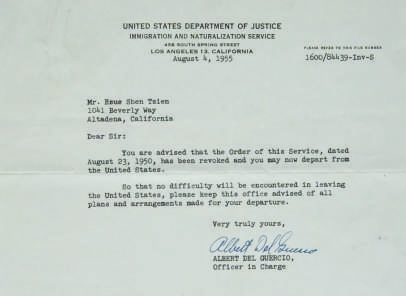 UNITED STATES DEPARTMENT OF JUSTICE
IMMIGRATION AND NATURALIZATION SERVICE
458 SOUTH SPRING STREET
LOS ANGELES 13, CALIFORNIA
August 4, 1955
PLEASE REFER TO THIS FILE NUMBER
1600/84439-Inv-S
Mr. Hsue Shen Tsien
1041 Beverly Way
Altadena, California
Dear Sir:
You are advised that the Order of this Service, dated
August 23, 1950, has been revoked and you may now depart from
the United States.
So that no difficulty will be encountered in leaving
the United States, please keep this office advised of all
plans and arrangements made for your departure.
Very truly yours,
Albert Del Guercio
ALBERT DEL GUERCIO,
Officer in Charge